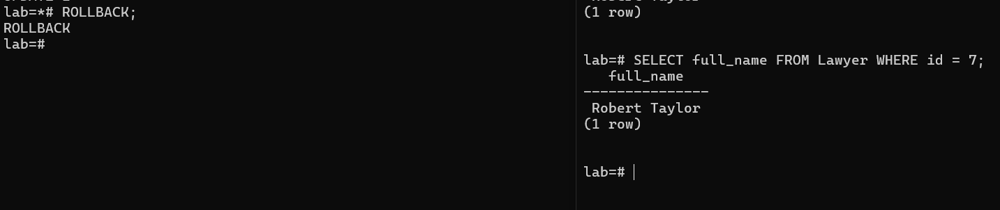 lab=*# ROLLBACK;
ROLLBACK
lab=#
(1 row)
lab=# SELECT full_name FROM Lawyer WHERE id = 7;
full_name
---------------
Robert Taylor
(1 row)
lab=#